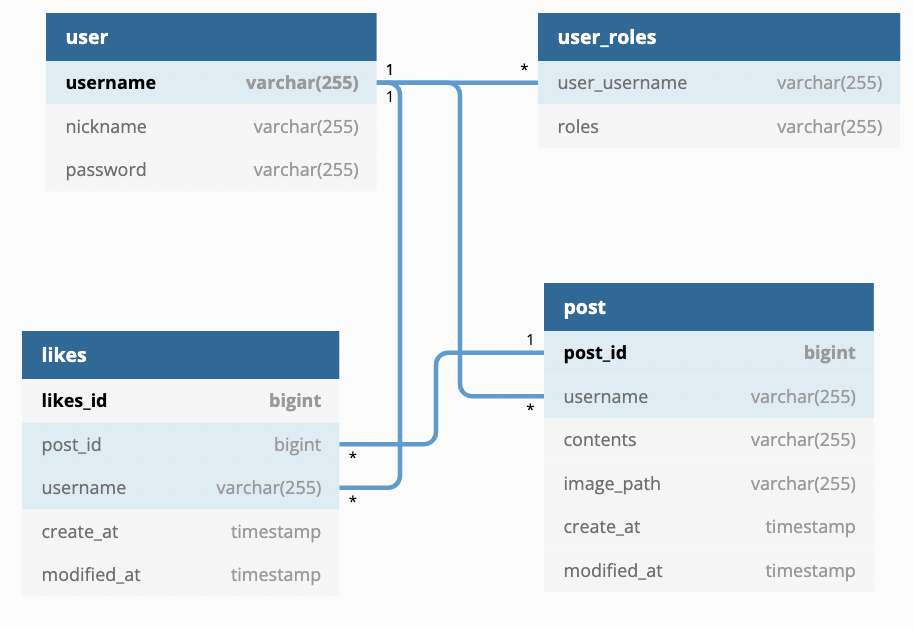 user
username varchar(255)
nickname varchar(255)
password varchar(255)
1
1
*
user_roles
user_username varchar(255)
roles varchar(255)
likes
likes_id bigint
post_id bigint
username varchar(255)
create_at timestamp
modified_at timestamp
*
*
1
*
post
post_id bigint
username varchar(255)
contents varchar(255)
image_path varchar(255)
create_at timestamp
modified_at timestamp